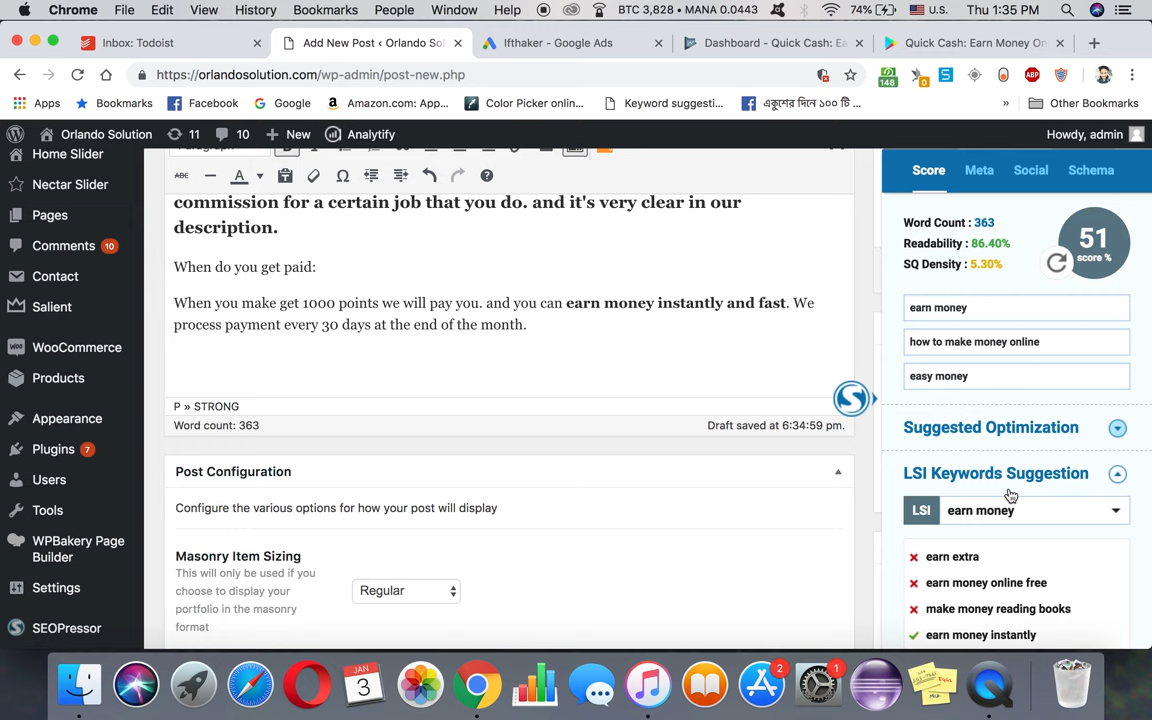 Chrome File Edit View History Bookmarks People Window Help BTC 3,828 • MANA 0.0443 74% U.S. Thu 1:35 PM
Inbox: Todoist
Add New Post ‹ Orlando So
Ifthaker - Google Ads
Dashboard - Quick Cash: E
Quick Cash: Earn Money On
https://orlandosolution.com/wp-admin/post-new.php
148
0
ABP
Apps Bookmarks Facebook Google Amazon.com: App... Color Picker onlin... Keyword suggesti... একুশের দিনে ১০০ টি ... » Other Bookmarks
Orlando Solution 11 10 New Analytify Howdy, admin
Home Slider
Nectar Slider
Pages
Comments 10
Contact
Salient
WooCommerce
Products
Appearance
Plugins 7
Users
Tools
WPBakery Page
Builder
Settings
SEOPressor
ABC
commission for a certain job that you do. and it's very clear in our
description.
When do you get paid:
When you make get 1000 points we will pay you. and you can earn money instantly and fast. We
process payment every 30 days at the end of the month.
P » STRONG
Word count: 363
Draft saved at 6:34:59 pm.
Post Configuration
Configure the various options for how your post will display
Masonry Item Sizing
This will only be used if you
choose to display your
portfolio in the masonry
format
Regular
Score Meta Social Schema
Word Count : 363
Readability : 86.40%
SQ Density : 5.30%
51
score %
earn money
how to make money online
easy money
Suggested Optimization
LSI Keywords Suggestion
LSI earn money
earn extra
earn money online free
make money reading books
earn money instantly
JAN
3
2
1